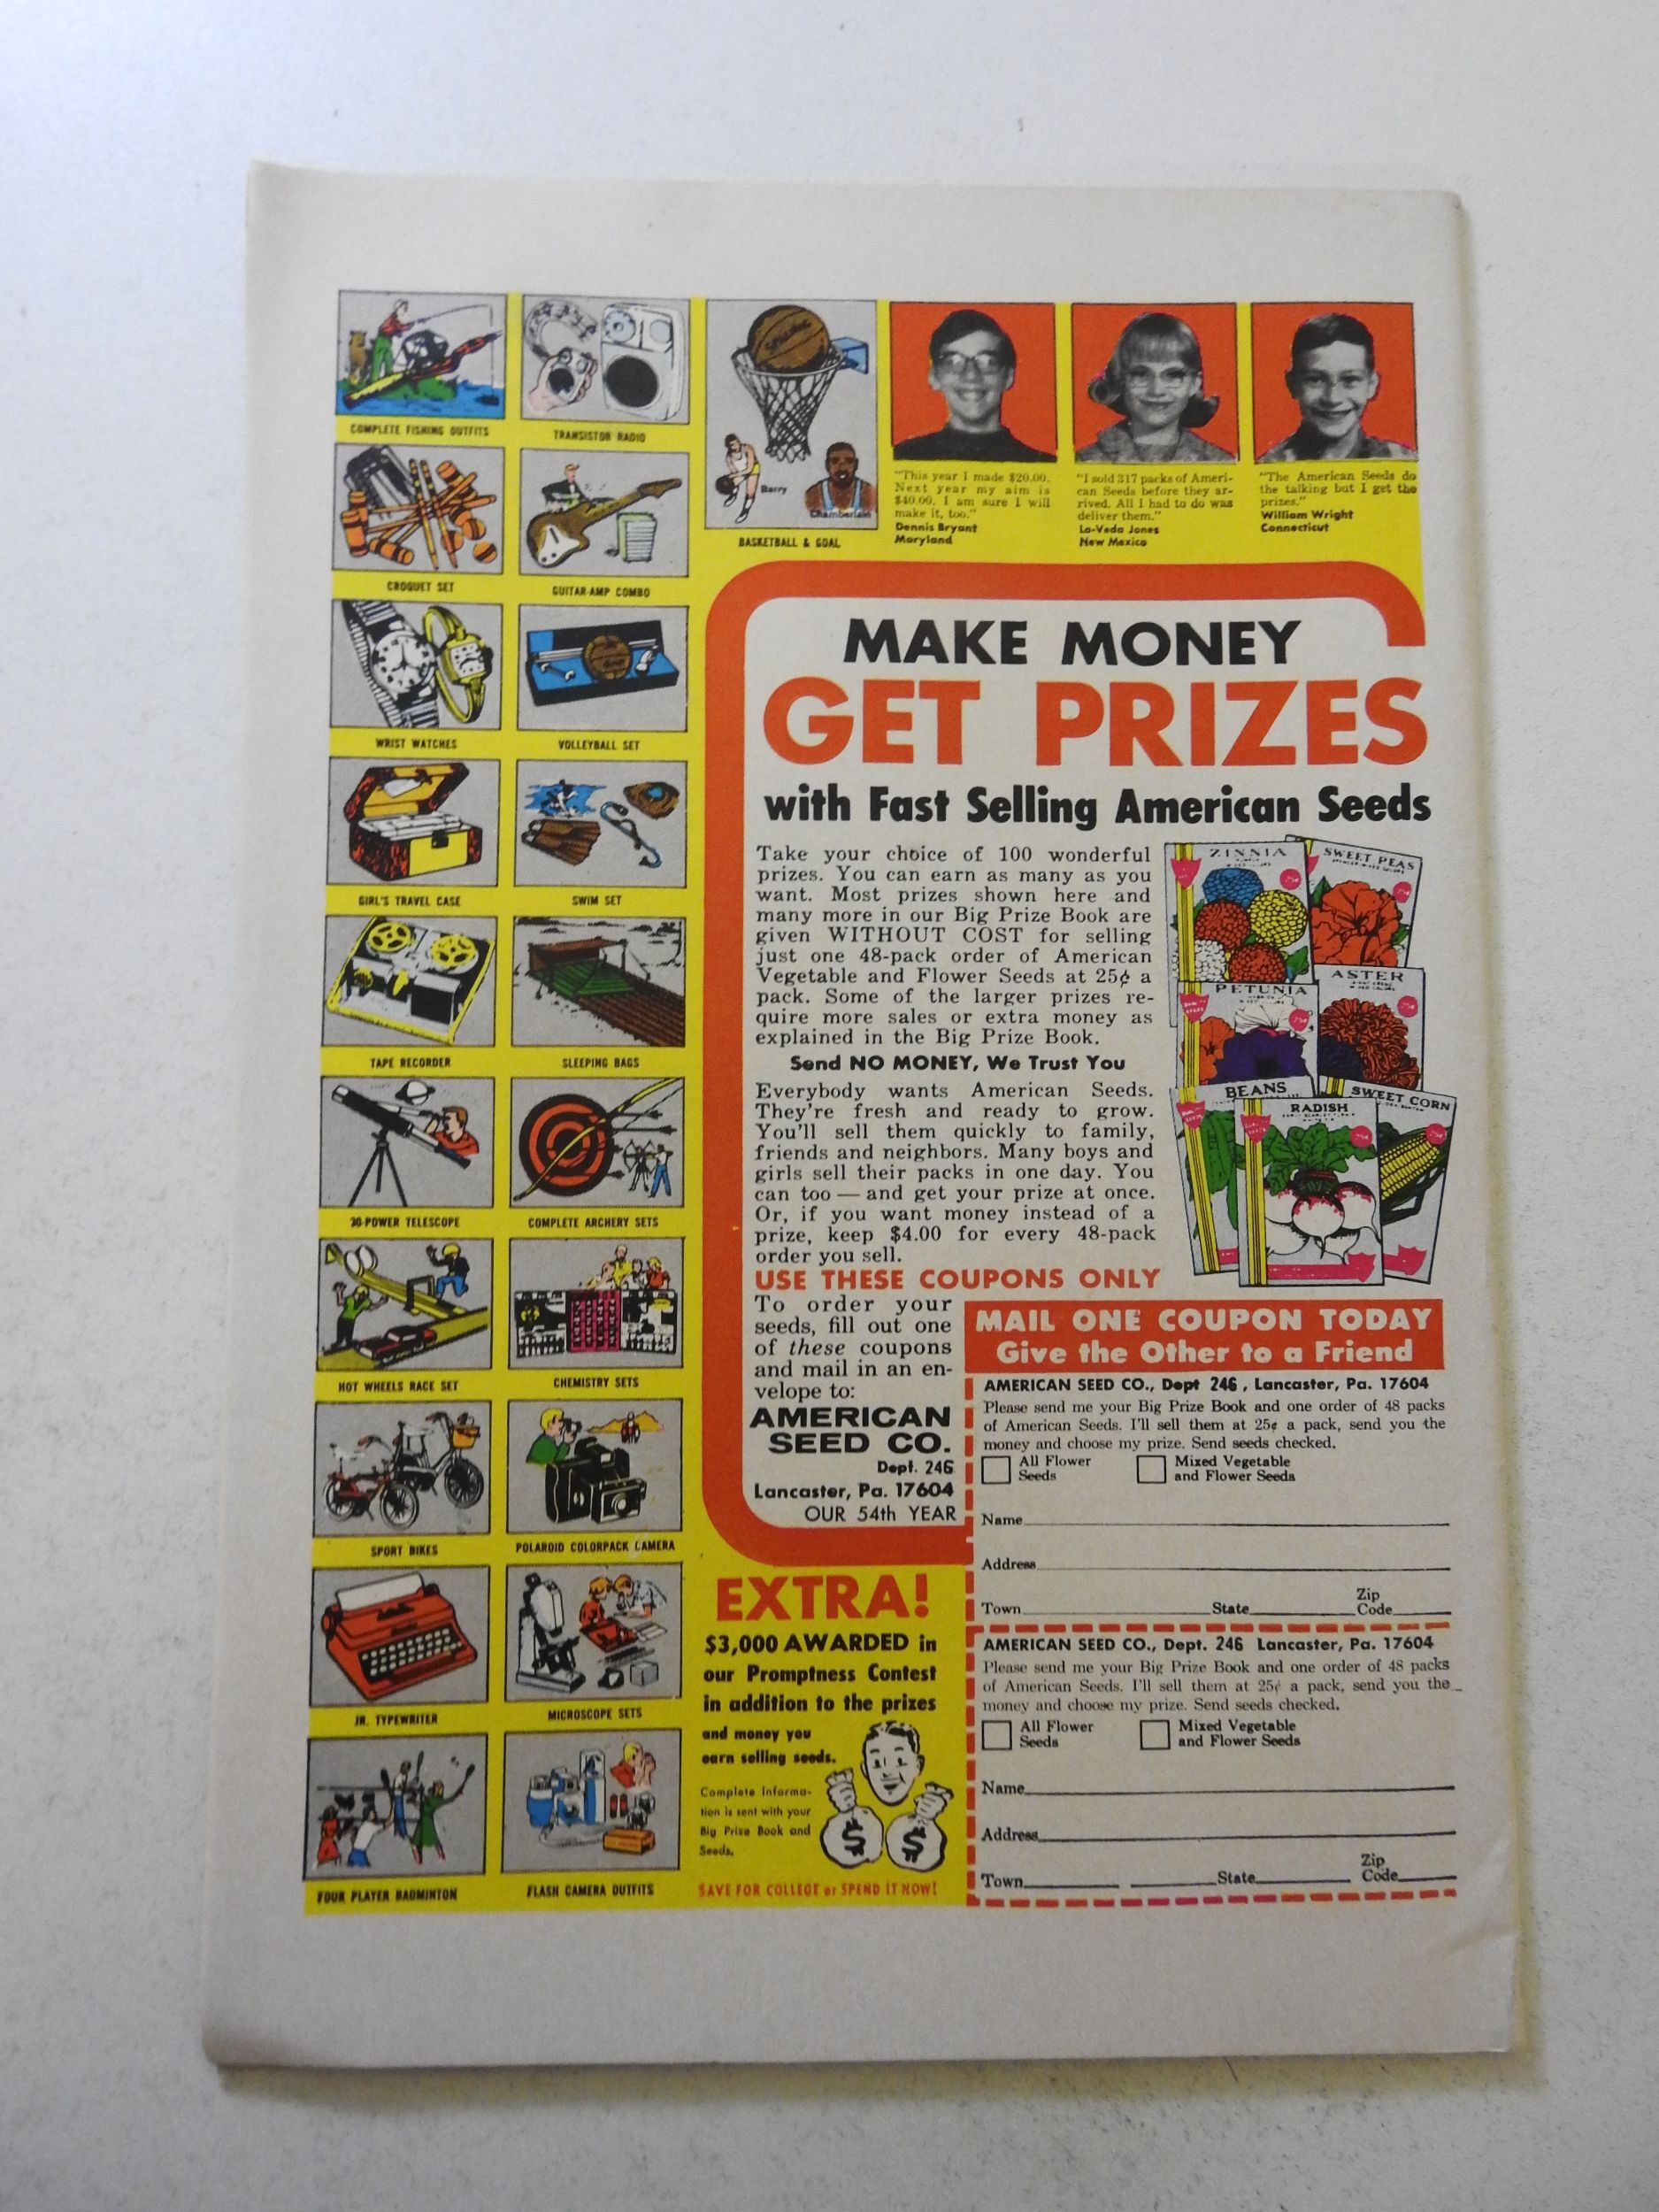 COMPLETE FISHING OUTFITS
TRANSISTOR RADIO
CROQUET SET
GUITAR-AMP COMBO
WRIST WATCHES
VOLLEYBALL SET
GIRL'S TRAVEL CASE
SWIM SET
TAPE RECORDER
SLEEPING BAGS
30-POWER TELESCOPE
COMPLETE ARCHERY SETS
HOT WHEELS RACE SET
CHEMISTRY SETS
SPORT BIKES
POLAROID COLORPACK CAMERA
JR. TYPEWRITER
MICROSCOPE SETS
FOUR PLAYER BADMINTON
FLASH CAMERA OUTFITS
Barry
Chamberlain
BASKETBALL & GOAL
"This year I made $20.00.
Next year my aim is
$40.00. I am sure I will
make it, too."
Dennis Bryant
Maryland
"I sold 317 packs of Ameri-
can Seeds before they ar-
rived. All I had to do was
deliver them."
La-Veda Jones
New Mexico
"The American Seeds do
the talking but I get the
prizes."
William Wright
Connecticut
MAKE MONEY
GET PRIZES
with Fast Selling American Seeds
Take your choice of 100 wonderful
prizes. You can earn as many as you
want. Most prizes shown here and
many more in our Big Prize Book are
given WITHOUT COST for selling
just one 48-pack order of American
Vegetable and Flower Seeds at 25¢ a
pack. Some of the larger prizes re-
quire more sales or extra money as
explained in the Big Prize Book.
Send NO MONEY, We Trust You
Everybody wants American Seeds.
They're fresh and ready to grow.
You'll sell them quickly to family,
friends and neighbors. Many boys and
girls sell their packs in one day. You
can too — and get your prize at once.
Or, if you want money instead of a
prize, keep $4.00 for every 48-pack
order you sell.
ZINNIA
SWEET PEAS
PETUNIA
ASTER
BEANS
RADISH
SWEET CORN
USE THESE COUPONS ONLY
To order your
seeds, fill out one
of these coupons
and mail in an en-
velope to:
AMERICAN
SEED CO.
Dept. 246
Lancaster, Pa. 17604
OUR 54th YEAR
MAIL ONE COUPON TODAY
Give the Other to a Friend
AMERICAN SEED CO., Dept 246, Lancaster, Pa. 17604
Please send me your Big Prize Book and one order of 48 packs
of American Seeds. I'll sell them at 25¢ a pack, send you the
money and choose my prize. Send seeds checked.
All Flower
Seeds
Mixed Vegetable
and Flower Seeds
Name
Address
Town State Zip Code
AMERICAN SEED CO., Dept. 246 Lancaster, Pa. 17604
Please send me your Big Prize Book and one order of 48 packs
of American Seeds. I'll sell them at 25¢ a pack, send you the
money and choose my prize. Send seeds checked.
All Flower
Seeds
Mixed Vegetable
and Flower Seeds
Name
Address
Town State Zip Code
EXTRA!
$3,000 AWARDED in
our Promptness Contest
in addition to the prizes
and money you
earn selling seeds.
Complete informa-
tion is sent with your
Big Prize Book and
Seeds.
$ $
SAVE FOR COLLEGE or SPEND IT NOW!